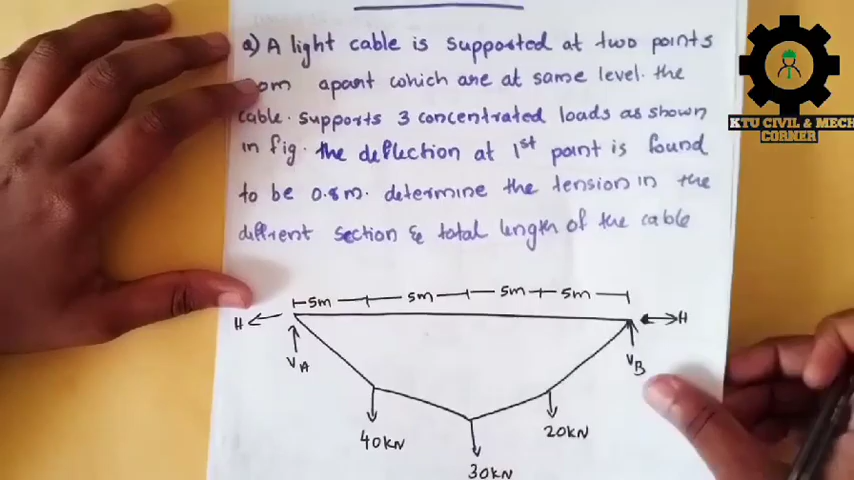 a) A light cable is supported at two points
om apart which are at same level. the
cable. supports 3 concentrated loads as shown
in fig. the deflection at 1st point is found
to be 0.8m. determine the tension in the
different section & total length of the cable
5m 5m 5m 5m
H H
VA VB
40kN 20kN
30kN
KTU CIVIL & MECH
CORNER